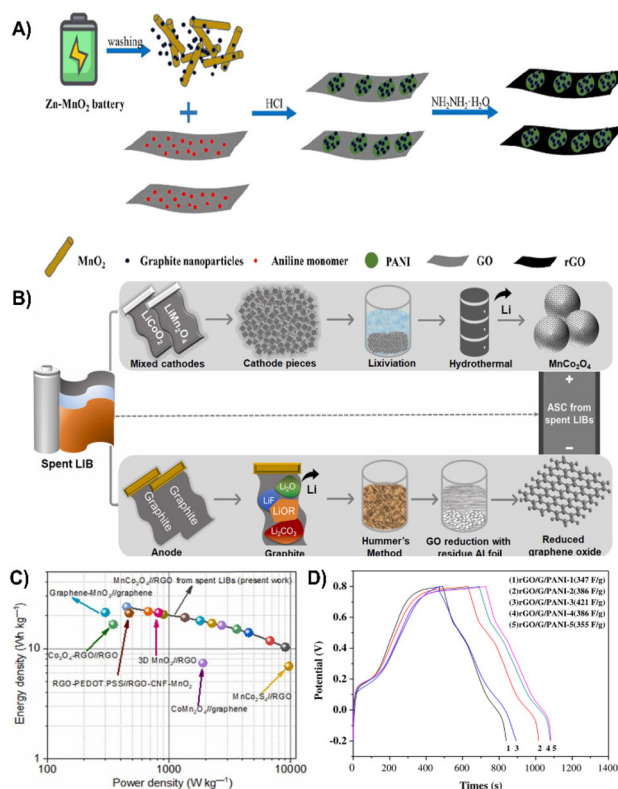 A)
washing
Zn-MnO₂ battery
HCl
NH₂NH₂·H₂O
MnO₂
Graphite nanoparticles
Aniline monomer
PANI
GO
rGO
B)
LiCoO₂
LiMn₂O₄
Li
Mixed cathodes
Cathode pieces
Lixiviation
Hydrothermal
MnCo₂O₄
+
ASC from
spent LIBs
−
Spent LIB
Graphite
Graphite
Li₂O
LiF
LiOR
Li₂CO₃
Li
Anode
Graphite
Hummer's
Method
GO reduction with
residue Al foil
Reduced
graphene oxide
C)
Energy density (Wh kg⁻¹)
100
10
1
MnCo₂O₄//RGO from spent LIBs (present work)
Graphene-MnO₂//graphene
Co₃O₄-RGO//RGO
3D MnO₂//RGO
RGO-PEDOT:PSS//RGO-CNF-MnO₂
CoMn₂O₄//graphene
MnCo₂S₄//RGO
100
1000
10000
Power density (W kg⁻¹)
D)
(1)rGO/G/PANI-1(347 F/g)
(2)rGO/G/PANI-2(386 F/g)
(3)rGO/G/PANI-3(421 F/g)
(4)rGO/G/PANI-4(386 F/g)
(5)rGO/G/PANI-5(355 F/g)
Potential (V)
0.8
0.6
0.4
0.2
0.0
-0.2
1 3 2 4 5
0 200 400 600 800 1000 1200 1400
Times (s)